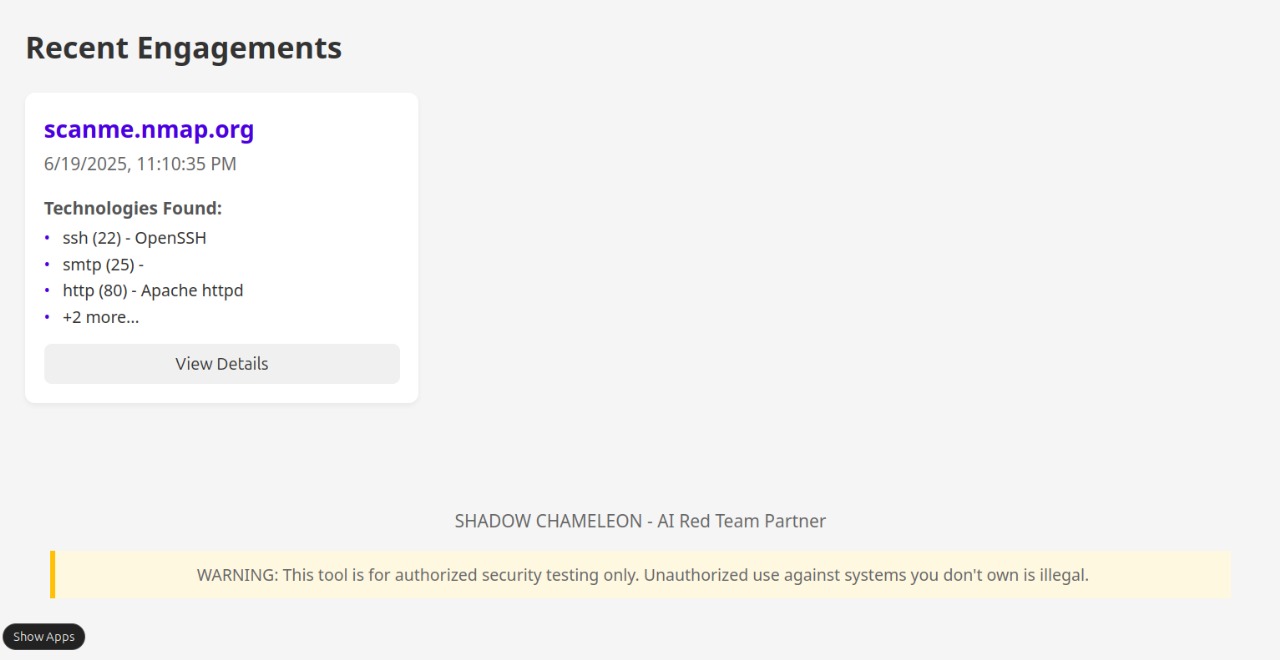 Recent Engagements
scanme.nmap.org
6/19/2025, 11:10:35 PM
Technologies Found:
• ssh (22) - OpenSSH
• smtp (25) -
• http (80) - Apache httpd
• +2 more...
View Details
SHADOW CHAMELEON - AI Red Team Partner
WARNING: This tool is for authorized security testing only. Unauthorized use against systems you don't own is illegal.
Show Apps